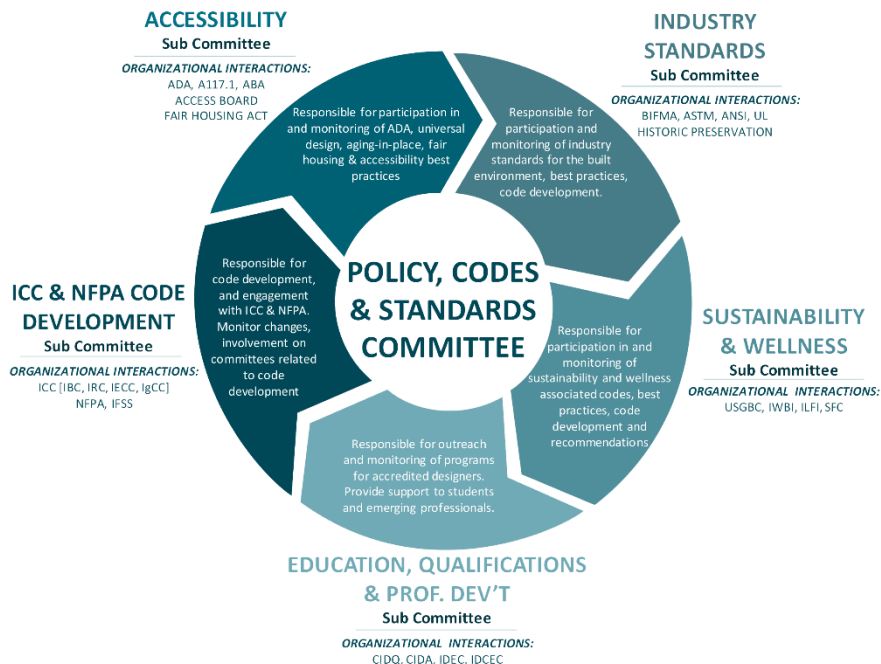 ACCESSIBILITY
Sub Committee
ORGANIZATIONAL INTERACTIONS:
ADA, A117.1, ABA
ACCESS BOARD
FAIR HOUSING ACT
INDUSTRY
STANDARDS
Sub Committee
ORGANIZATIONAL INTERACTIONS:
BIFMA, ASTM, ANSI, UL
HISTORIC PRESERVATION
Responsible for participation in
and monitoring of ADA, universal
design, aging-in-place, fair
housing & accessibility best
practices
Responsible for
participation and
monitoring of industry
standards for the built
environment, best practices,
code development.
ICC & NFPA CODE
DEVELOPMENT
Sub Committee
ORGANIZATIONAL INTERACTIONS:
ICC [IBC, IRC, IECC, IgCC]
NFPA, IFSS
Responsible for
code development,
and engagement
with ICC & NFPA.
Monitor changes,
involvement on
committees related
to code
development
POLICY, CODES
& STANDARDS
COMMITTEE
Responsible for
participation in and
monitoring of
sustainability and wellness
associated codes, best
practices, code
development and
recommendations
SUSTAINABILITY
& WELLNESS
Sub Committee
ORGANIZATIONAL INTERACTIONS:
USGBC, IWBI, ILFI, SFC
Responsible for outreach
and monitoring of programs
for accredited designers.
Provide support to students
and emerging professionals.
EDUCATION, QUALIFICATIONS
& PROF. DEV'T
Sub Committee
ORGANIZATIONAL INTERACTIONS:
CIDQ, CIDA, IDEC, IDCEC